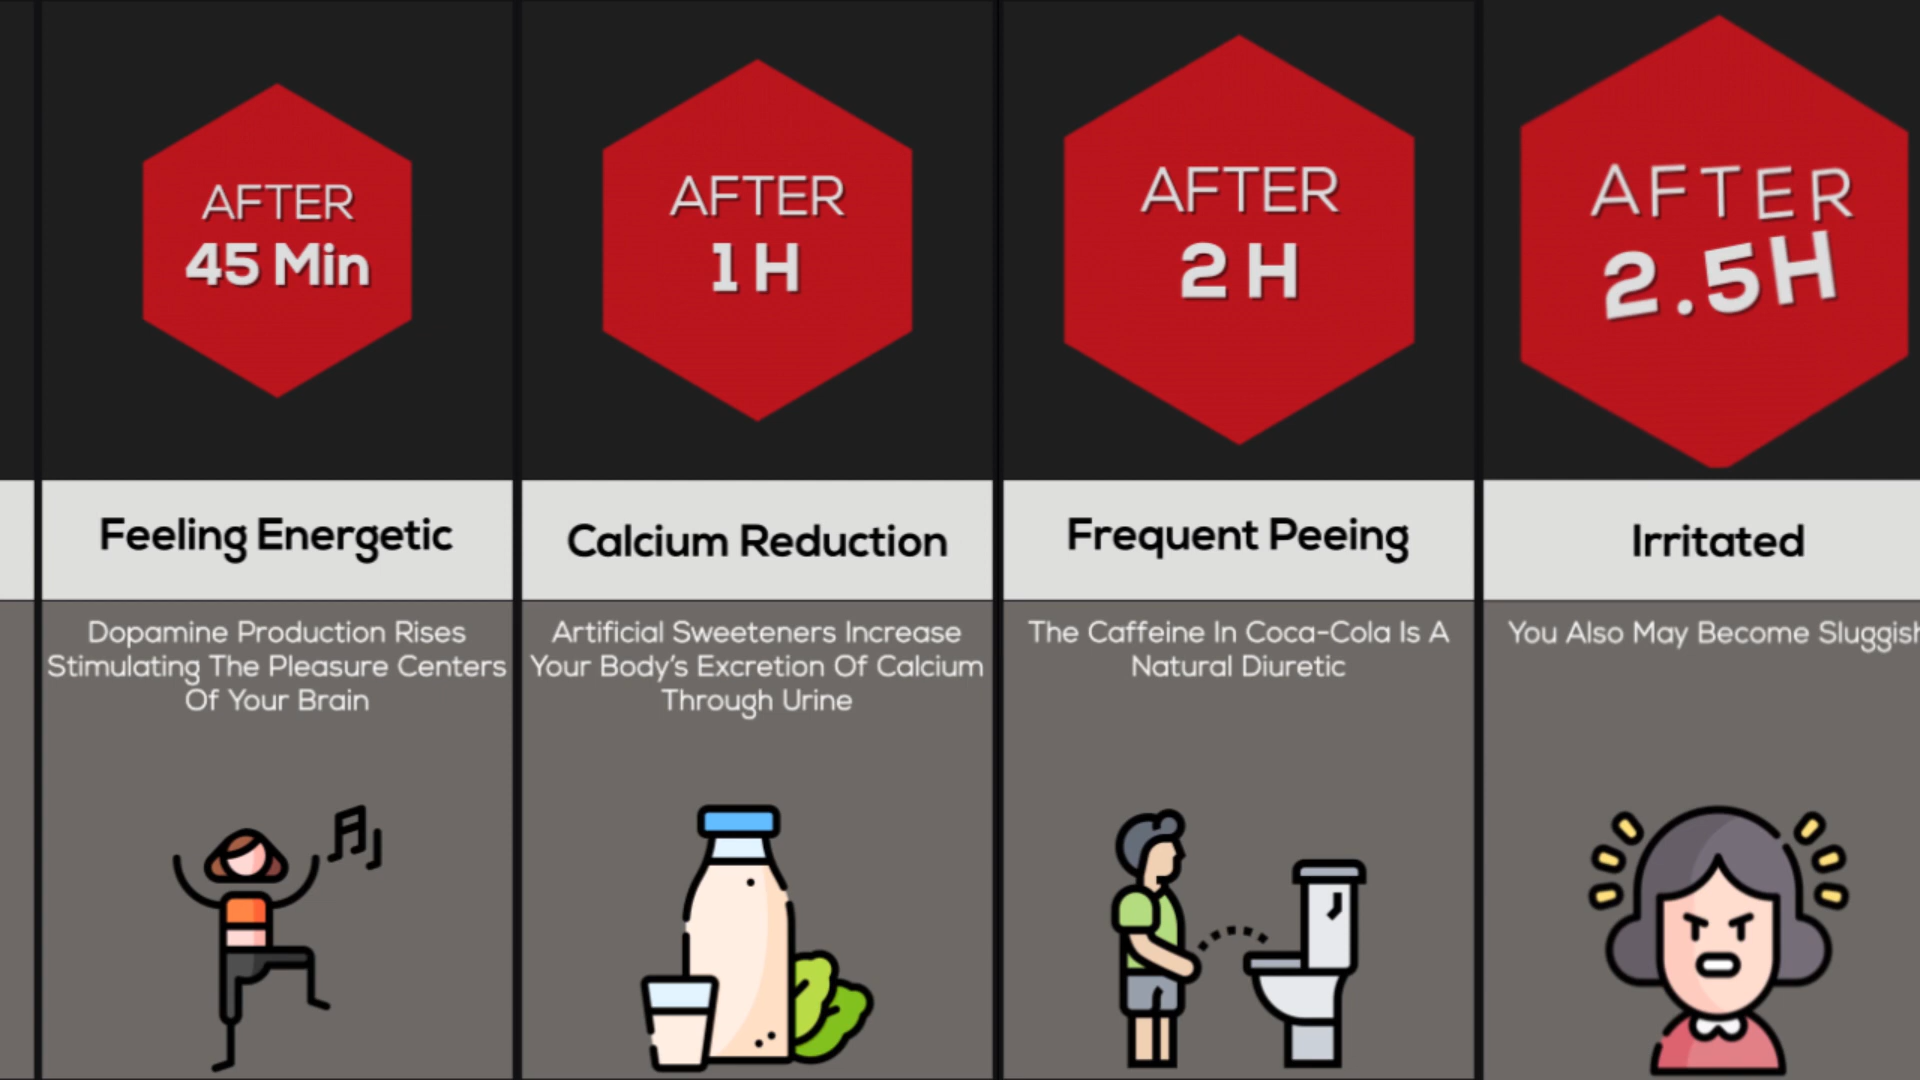 AFTER
45 Min
Feeling Energetic
Dopamine Production Rises
Stimulating The Pleasure Centers
Of Your Brain
AFTER
1 H
Calcium Reduction
Artificial Sweeteners Increase
Your Body's Excretion Of Calcium
Through Urine
AFTER
2 H
Frequent Peeing
The Caffeine In Coca-Cola Is A
Natural Diuretic
AFTER
2.5H
Irritated
You Also May Become Sluggish